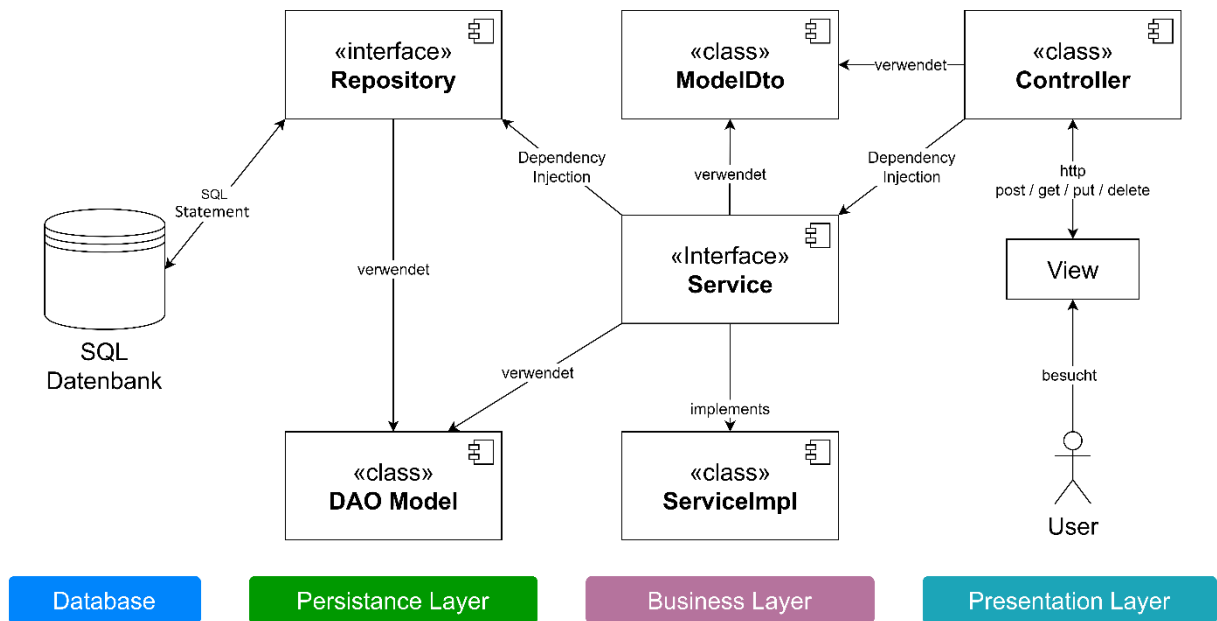 «interface»
Repository
«class»
ModelDto
«class»
Controller
verwendet
Dependency
Injection
verwendet
Dependency
Injection
http
post / get / put / delete
SQL
Statement
verwendet
«Interface»
Service
View
SQL
Datenbank
verwendet
besucht
implements
«class»
DAO Model
«class»
ServiceImpl
User
Database
Persistance Layer
Business Layer
Presentation Layer